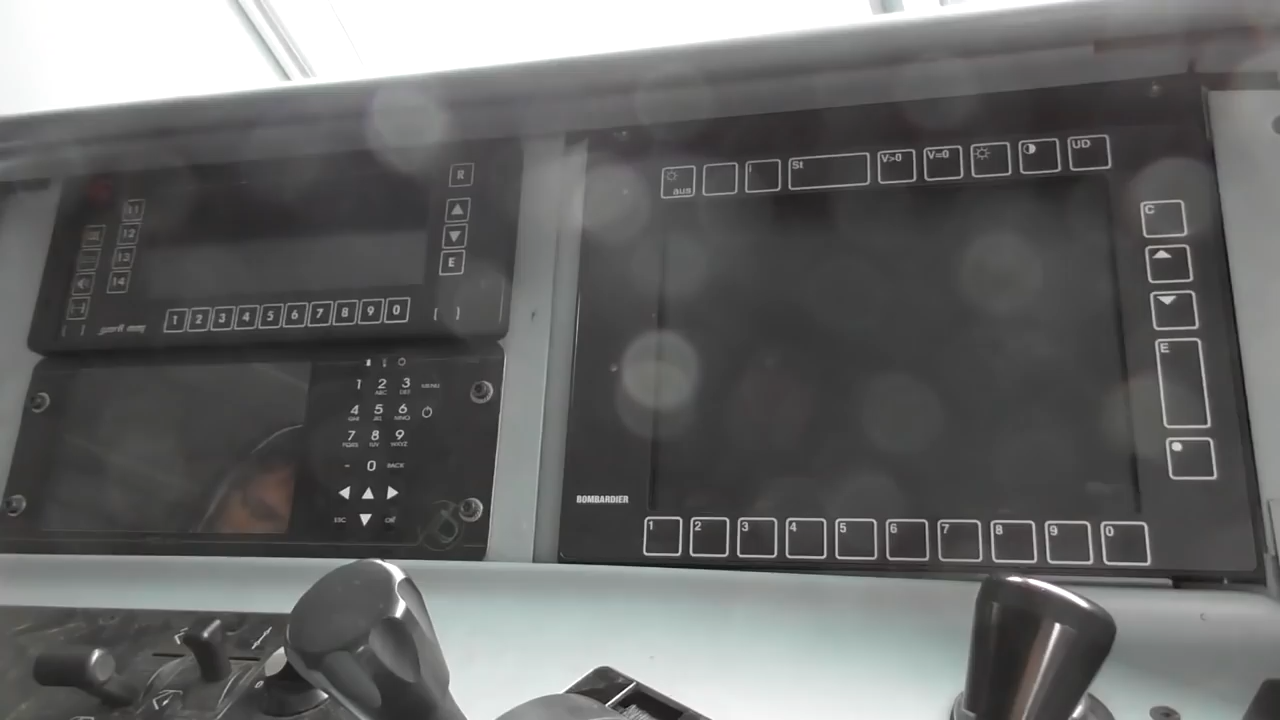 R
11
12
13
14
E
1 2 3 4 5 6 7 8 9 0
1 2 3 MENU
ABC DEF
4 5 6
GHI JKL MNO
7 8 9
PQRS TUV WXYZ
- 0 BACK
ESC OK
aus St V>0 V=0 UD
C
E
BOMBARDIER
1 2 3 4 5 6 7 8 9 0